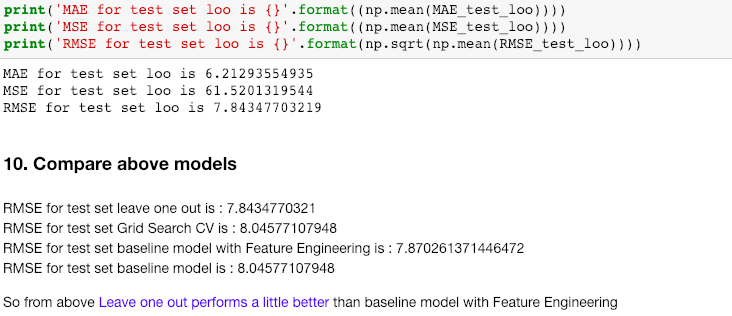 print('MAE for test set loo is {}'.format((np.mean(MAE_test_loo))))
print('MSE for test set loo is {}'.format((np.mean(MSE_test_loo))))
print('RMSE for test set loo is {}'.format(np.sqrt(np.mean(RMSE_test_loo))))
MAE for test set loo is 6.21293554935
MSE for test set loo is 61.5201319544
RMSE for test set loo is 7.84347703219
10. Compare above models
RMSE for test set leave one out is : 7.8434770321
RMSE for test set Grid Search CV is : 8.04577107948
RMSE for test set baseline model with Feature Engineering is : 7.870261371446472
RMSE for test set baseline model is : 8.04577107948
So from above Leave one out performs a little better than baseline model with Feature Engineering